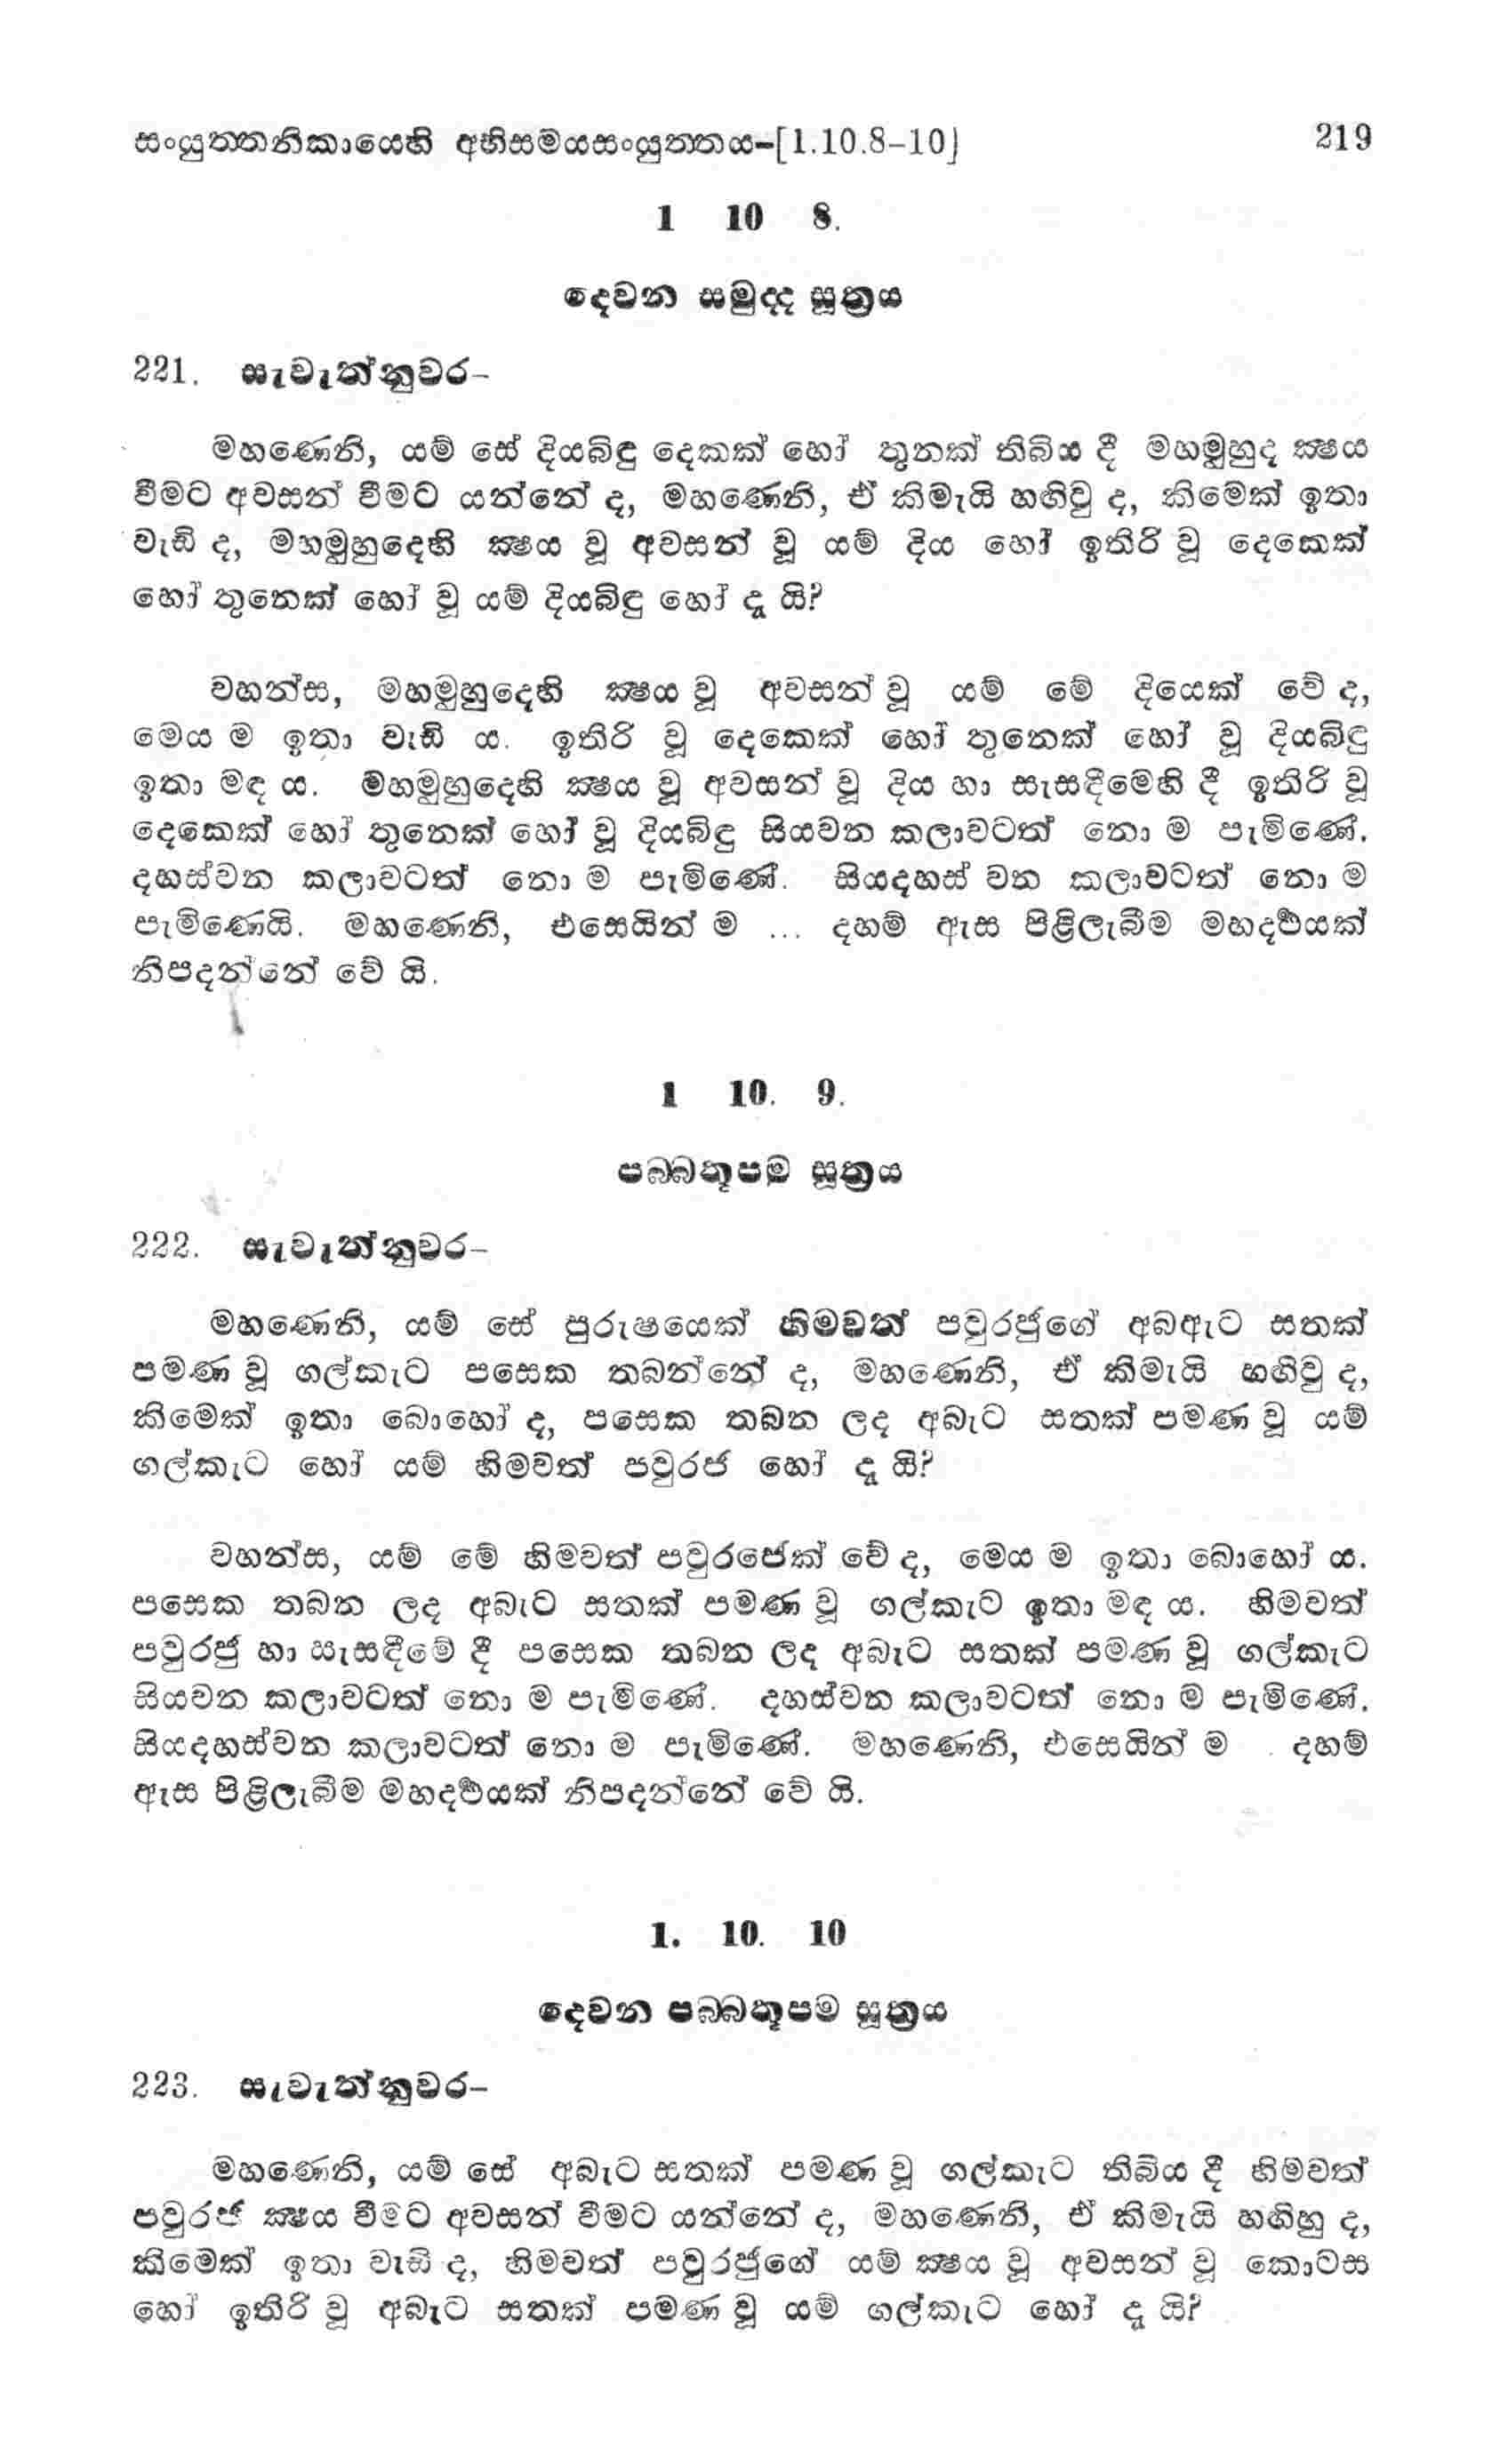 සංයුත්තනිකායෙහි අභිසමයසංයුත්තය-[1.10.8-10]
219
1 10 8.
දෙවන සමුද්ද සූත්‍රය
221. සැවැත්නුවර-
මහණෙනි, යම් සේ දියබිඳු දෙකක් හෝ තුනක් තිබිය දී මහමුහුද ක්‍ෂය
වීමට අවසන් වීමට යන්නේ ද, මහණෙනි, ඒ කිමැයි හඟිවු ද, කිමෙක් ඉතා
වැඩි ද, මහමුහුදෙහි ක්‍ෂය වූ අවසන් වූ යම් දිය හෝ ඉතිරි වූ දෙකෙක්
හෝ තුනෙක් හෝ වූ යම් දියබිඳු හෝ දැ යි?
වහන්ස, මහමුහුදෙහි ක්‍ෂය වූ අවසන් වූ යම් මේ දියෙක් වේ ද,
මෙය ම ඉතා වැඩි ය. ඉතිරි වූ දෙකෙක් හෝ තුනෙක් හෝ වූ දියබිඳු
ඉතා මඳ ය. මහමුහුදෙහි ක්‍ෂය වූ අවසන් වූ දිය හා සැසඳීමෙහි දී ඉතිරි වූ
දෙකෙක් හෝ තුනෙක් හෝ වූ දියබිඳු සියවන කලාවටත් නො ම පැමිණේ.
දහස්වන කලාවටත් නො ම පැමිණේ. සියදහස් වන කලාවටත් නො ම
පැමිණෙයි. මහණෙනි, එසෙයින් ම ... දහම් ඇස පිළිලැබීම මහදර්‍ථයක්
නිපදන්නේ වේ යි.
1 10. 9.
පබ්බතූපම සූත්‍රය
222. සැවැත්නුවර-
මහණෙනි, යම් සේ පුරුෂයෙක් හිමවත් පවුරජුගේ අබඇට සතක්
පමණ වූ ගල්කැට පසෙක තබන්නේ ද, මහණෙනි, ඒ කිමැයි හඟිවු ද,
කිමෙක් ඉතා බොහෝ ද, පසෙක තබන ලද අබැට සතක් පමණ වූ යම්
ගල්කැට හෝ යම් හිමවත් පවුරජ හෝ දැ යි?
වහන්ස, යම් මේ හිමවත් පවුරජෙක් වේ ද, මෙය ම ඉතා බොහෝ ය.
පසෙක තබන ලද අබැට සතක් පමණ වූ ගල්කැට ඉතා මඳ ය. හිමවත්
පවුරජු හා සැසඳීමේ දී පසෙක තබන ලද අබැට සතක් පමණ වූ ගල්කැට
සියවන කලාවටත් නො ම පැමිණේ. දහස්වන කලාවටත් නො ම පැමිණේ.
සියදහස්වන කලාවටත් නො ම පැමිණේ. මහණෙනි, එසෙයින් ම . දහම්
ඇස පිළිලැබීම මහදර්‍ථයක් නිපදන්නේ වේ යි.
1. 10. 10
දෙවන පබ්බතූපම සූත්‍රය
223. සැවැත්නුවර-
මහණෙනි, යම් සේ අබැට සතක් පමණ වූ ගල්කැට තිබිය දී හිමවත්
පවුරජ ක්‍ෂය වීමට අවසන් වීමට යන්නේ ද, මහණෙනි, ඒ කිමැයි හඟිහු ද,
කිමෙක් ඉතා වැඩි ද, හිමවත් පවුරජුගේ යම් ක්‍ෂය වූ අවසන් වූ කොටස
හෝ ඉතිරි වූ අබැට සතක් පමණ වූ යම් ගල්කැට හෝ දැ යි?